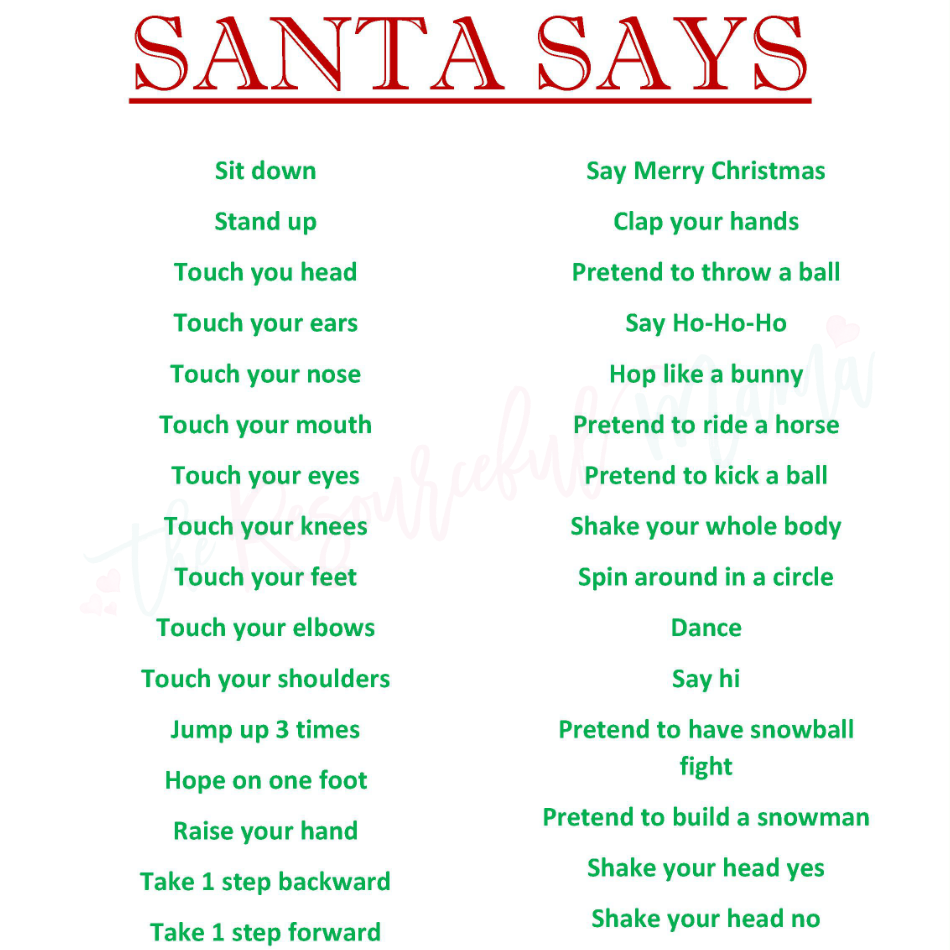 SANTA SAYS
Sit down
Stand up
Touch you head
Touch your ears
Touch your nose
Touch your mouth
Touch your eyes
Touch your knees
Touch your feet
Touch your elbows
Touch your shoulders
Jump up 3 times
Hope on one foot
Raise your hand
Take 1 step backward
Take 1 step forward
Say Merry Christmas
Clap your hands
Pretend to throw a ball
Say Ho-Ho-Ho
Hop like a bunny
Pretend to ride a horse
Pretend to kick a ball
Shake your whole body
Spin around in a circle
Dance
Say hi
Pretend to have snowball
fight
Pretend to build a snowman
Shake your head yes
Shake your head no
the Resourceful Mama